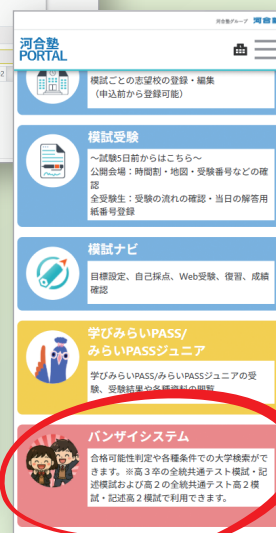 河合塾グループ 河合塾
河合塾
PORTAL
模試ごとの志望校の登録・編集
（申込前から登録可能）
模試受験
～試験5日前からはこちら～
公開会場：時間割・地図・受験番号などの確
認
全受験生：受験の流れの確認・当日の解答用
紙番号登録
模試ナビ
目標設定、自己採点、Web受験、復習、成績
確認
学びみらいPASS/
みらいPASSジュニア
学びみらいPASS/みらいPASSジュニアの受
験、受験結果や各種資料の閲覧
バンザイシステム
合格可能性判定や各種条件での大学検索がで
きます。※高３卒の全統共通テスト模試・記
述模試および高２の全統共通テスト高２模
試・記述高２模試で利用できます。